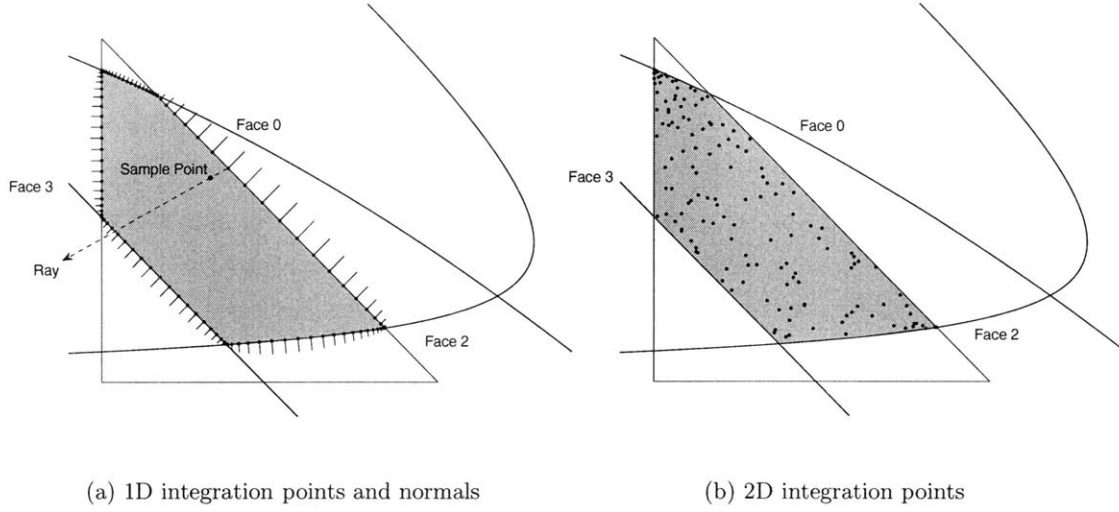 Face 0
Sample Point
Face 3
Ray
Face 2
Face 0
Face 3
Face 2
(a) 1D integration points and normals
(b) 2D integration points